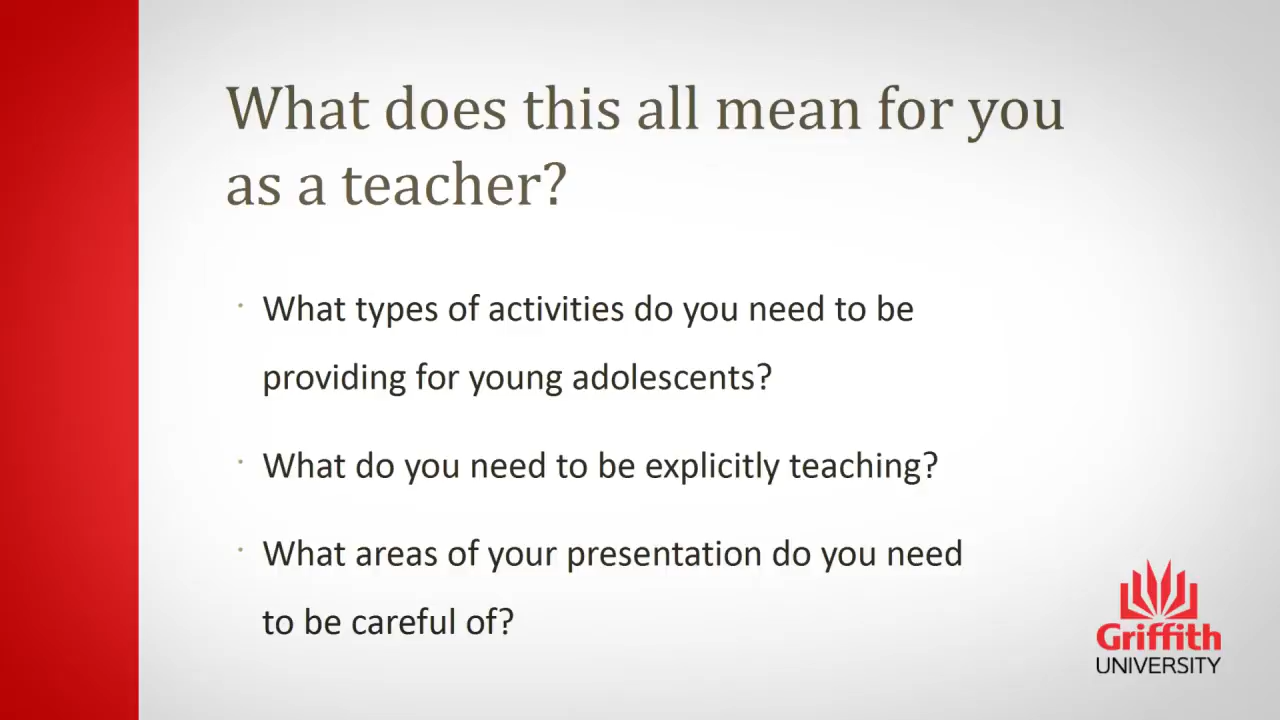 What does this all mean for you
as a teacher?
· What types of activities do you need to be
providing for young adolescents?
· What do you need to be explicitly teaching?
· What areas of your presentation do you need
to be careful of?
Griffith
UNIVERSITY